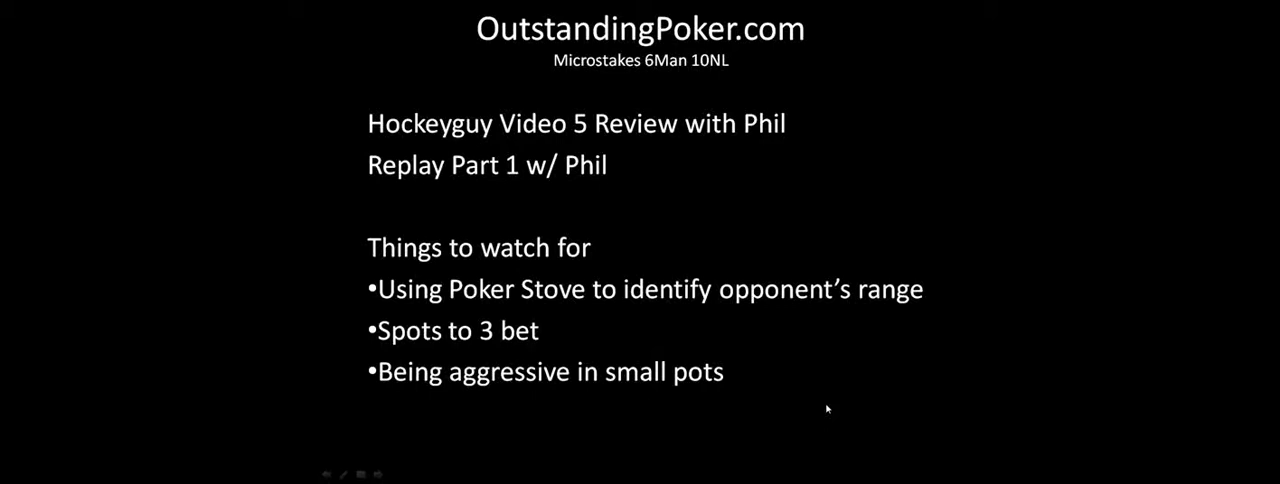 OutstandingPoker.com
Microstakes 6Man 10NL
Hockeyguy Video 5 Review with Phil
Replay Part 1 w/ Phil
Things to watch for
•Using Poker Stove to identify opponent’s range
•Spots to 3 bet
•Being aggressive in small pots